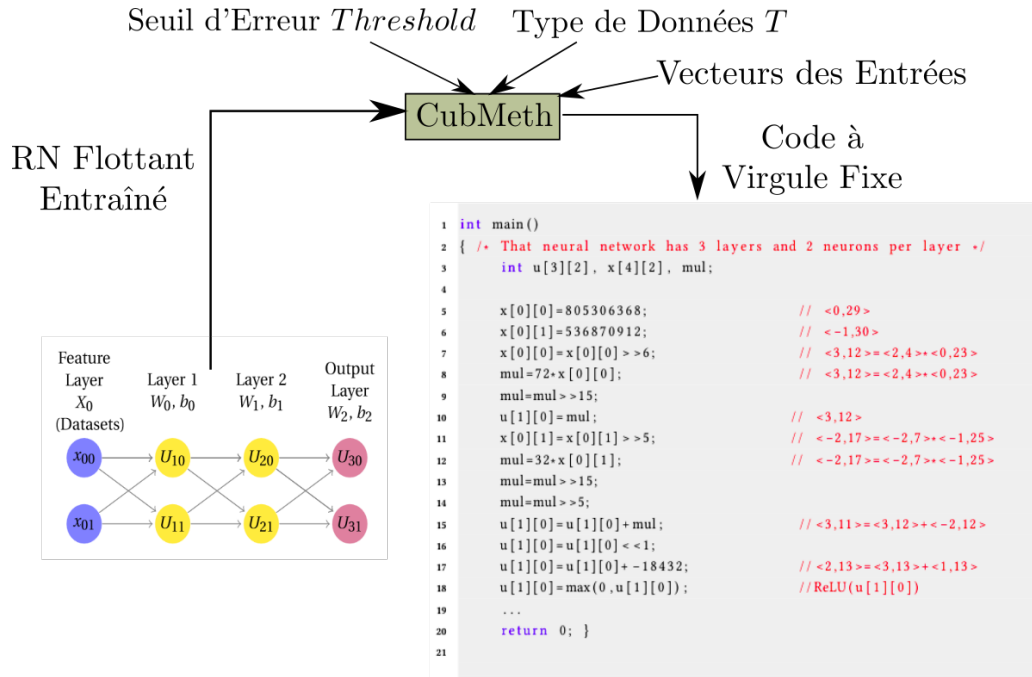 Seuil d'Erreur Threshold
Type de Données T
Vecteurs des Entrées
CubMeth
RN Flottant
Entraîné
Code à
Virgule Fixe
Feature
Layer
X0
(Datasets)
Layer 1
W0, b0
Layer 2
W1, b1
Output
Layer
W2, b2
x00
U10
U20
U30
x01
U11
U21
U31
1 int main()
2 { /* That neural network has 3 layers and 2 neurons per layer */
3 int u[3][2], x[4][2], mul;
4
5 x[0][0]=805306368; // <0,29>
6 x[0][1]=536870912; // <-1,30>
7 x[0][0]=x[0][0]>>6; // <3,12>=<2,4>*<0,23>
8 mul=72*x[0][0]; // <3,12>=<2,4>*<0,23>
9 mul=mul>>15;
10 u[1][0]=mul; // <3,12>
11 x[0][1]=x[0][1]>>5; // <-2,17>=<-2,7>*<-1,25>
12 mul=32*x[0][1]; // <-2,17>=<-2,7>*<-1,25>
13 mul=mul>>15;
14 mul=mul>>5;
15 u[1][0]=u[1][0]+mul; //<3,11>=<3,12>+<-2,12>
16 u[1][0]=u[1][0]<<1;
17 u[1][0]=u[1][0]+-18432; //<2,13>=<3,13>+<1,13>
18 u[1][0]=max(0,u[1][0]); //ReLU(u[1][0])
19 ...
20 return 0; }
21